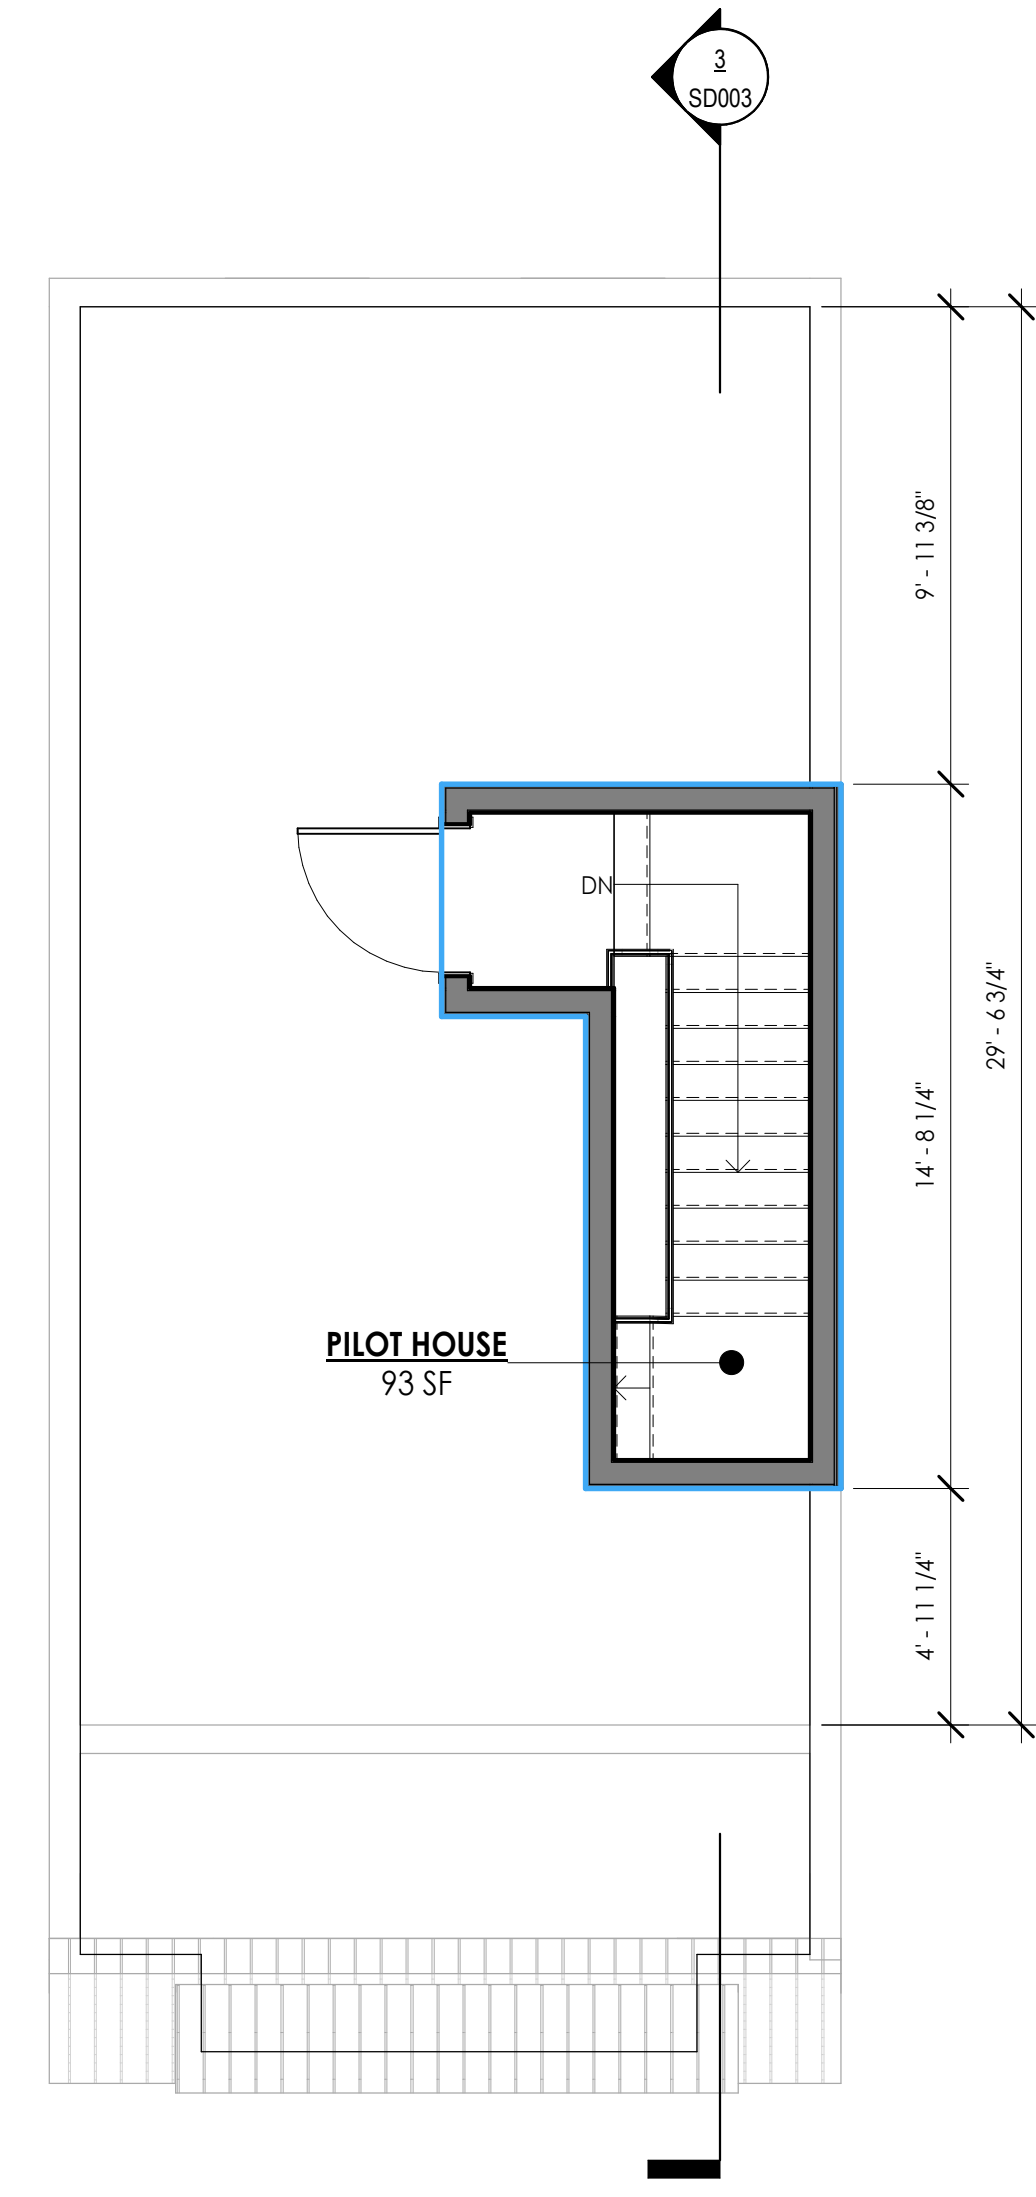 3
SD003
9' - 11 3/8"
29' - 6 3/4"
DN
14' - 8 1/4"
PILOT HOUSE
93 SF
4' - 11 1/4"